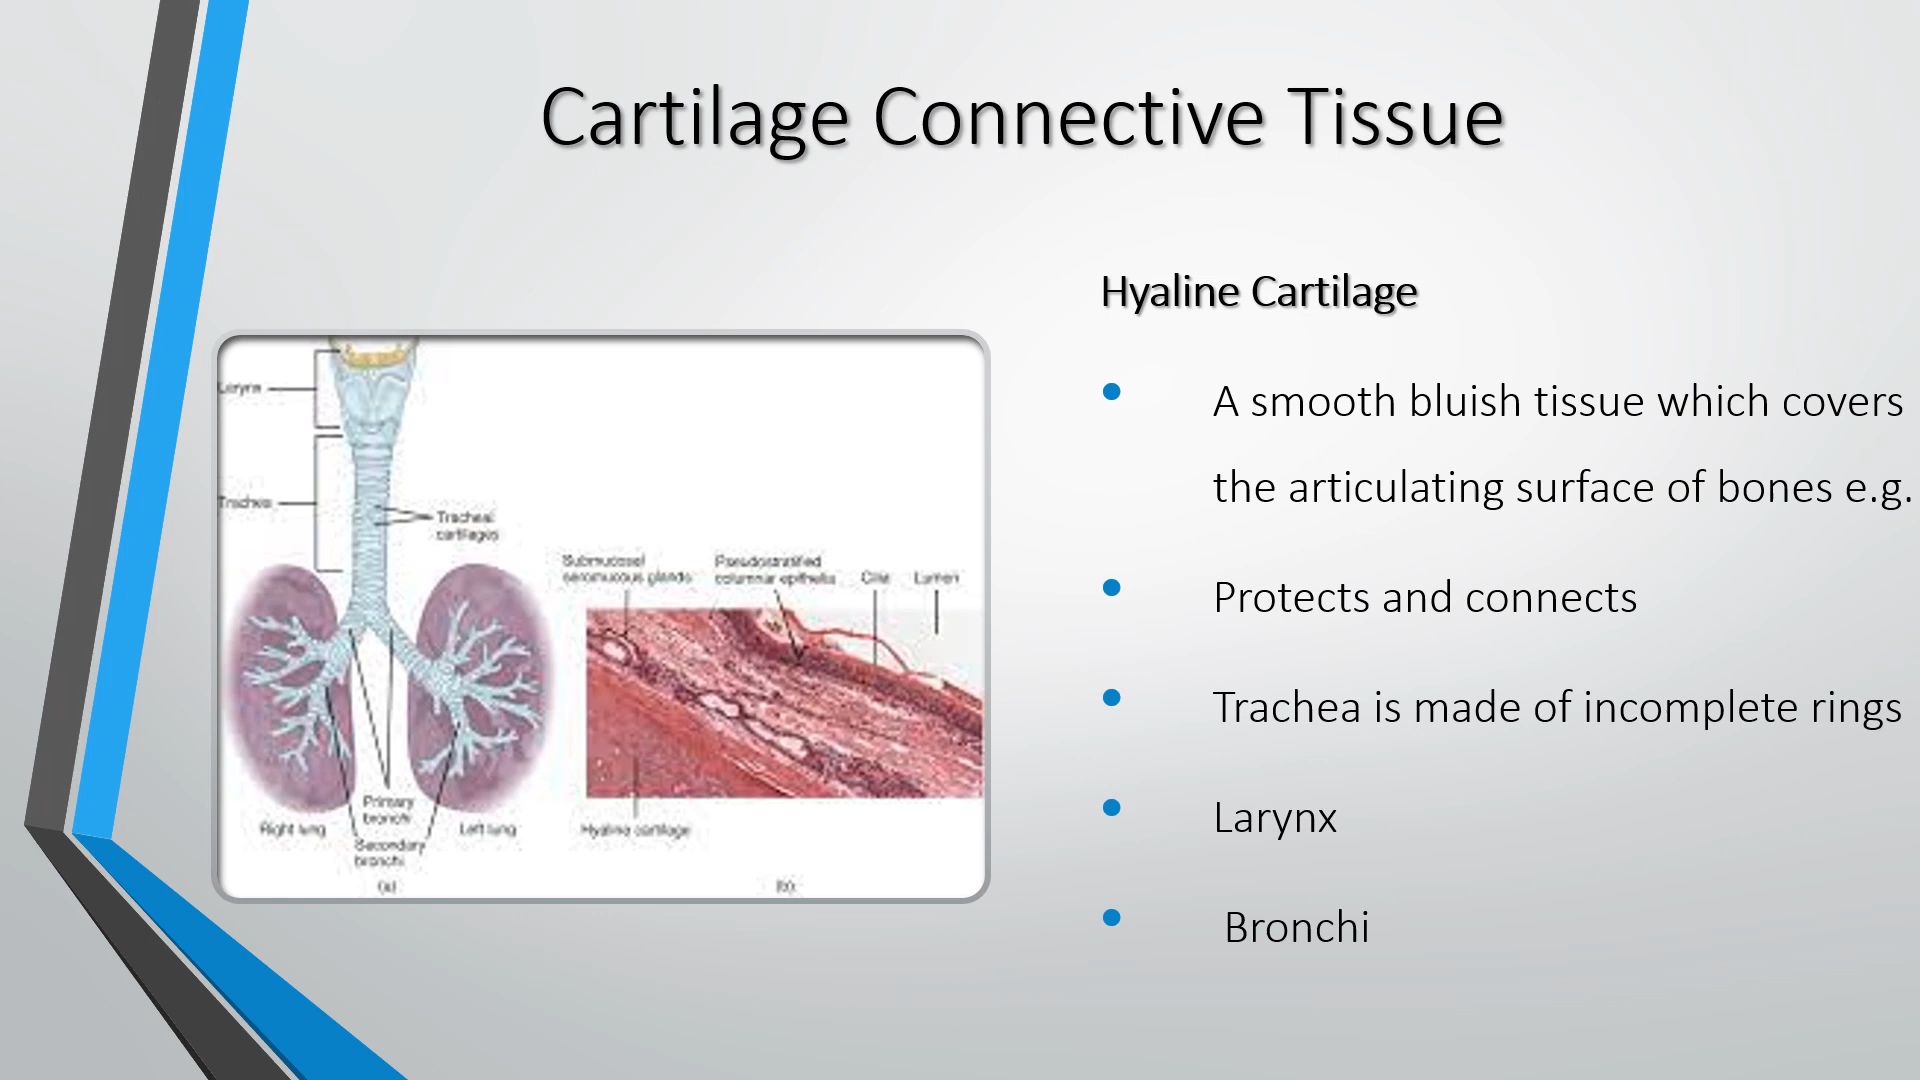 Cartilage Connective Tissue
Hyaline Cartilage
• A smooth bluish tissue which covers
the articulating surface of bones e.g.
• Protects and connects
• Trachea is made of incomplete rings
• Larynx
• Bronchi
Larynx
Trachea
Tracheal
cartilages
Primary
bronchi
Right lung
Left lung
Secondary
bronchi
(a)
Submucosal
seromucous glands
Pseudostratified
columnar epithelia
Cilia
Lumen
Hyaline cartilage
(b)